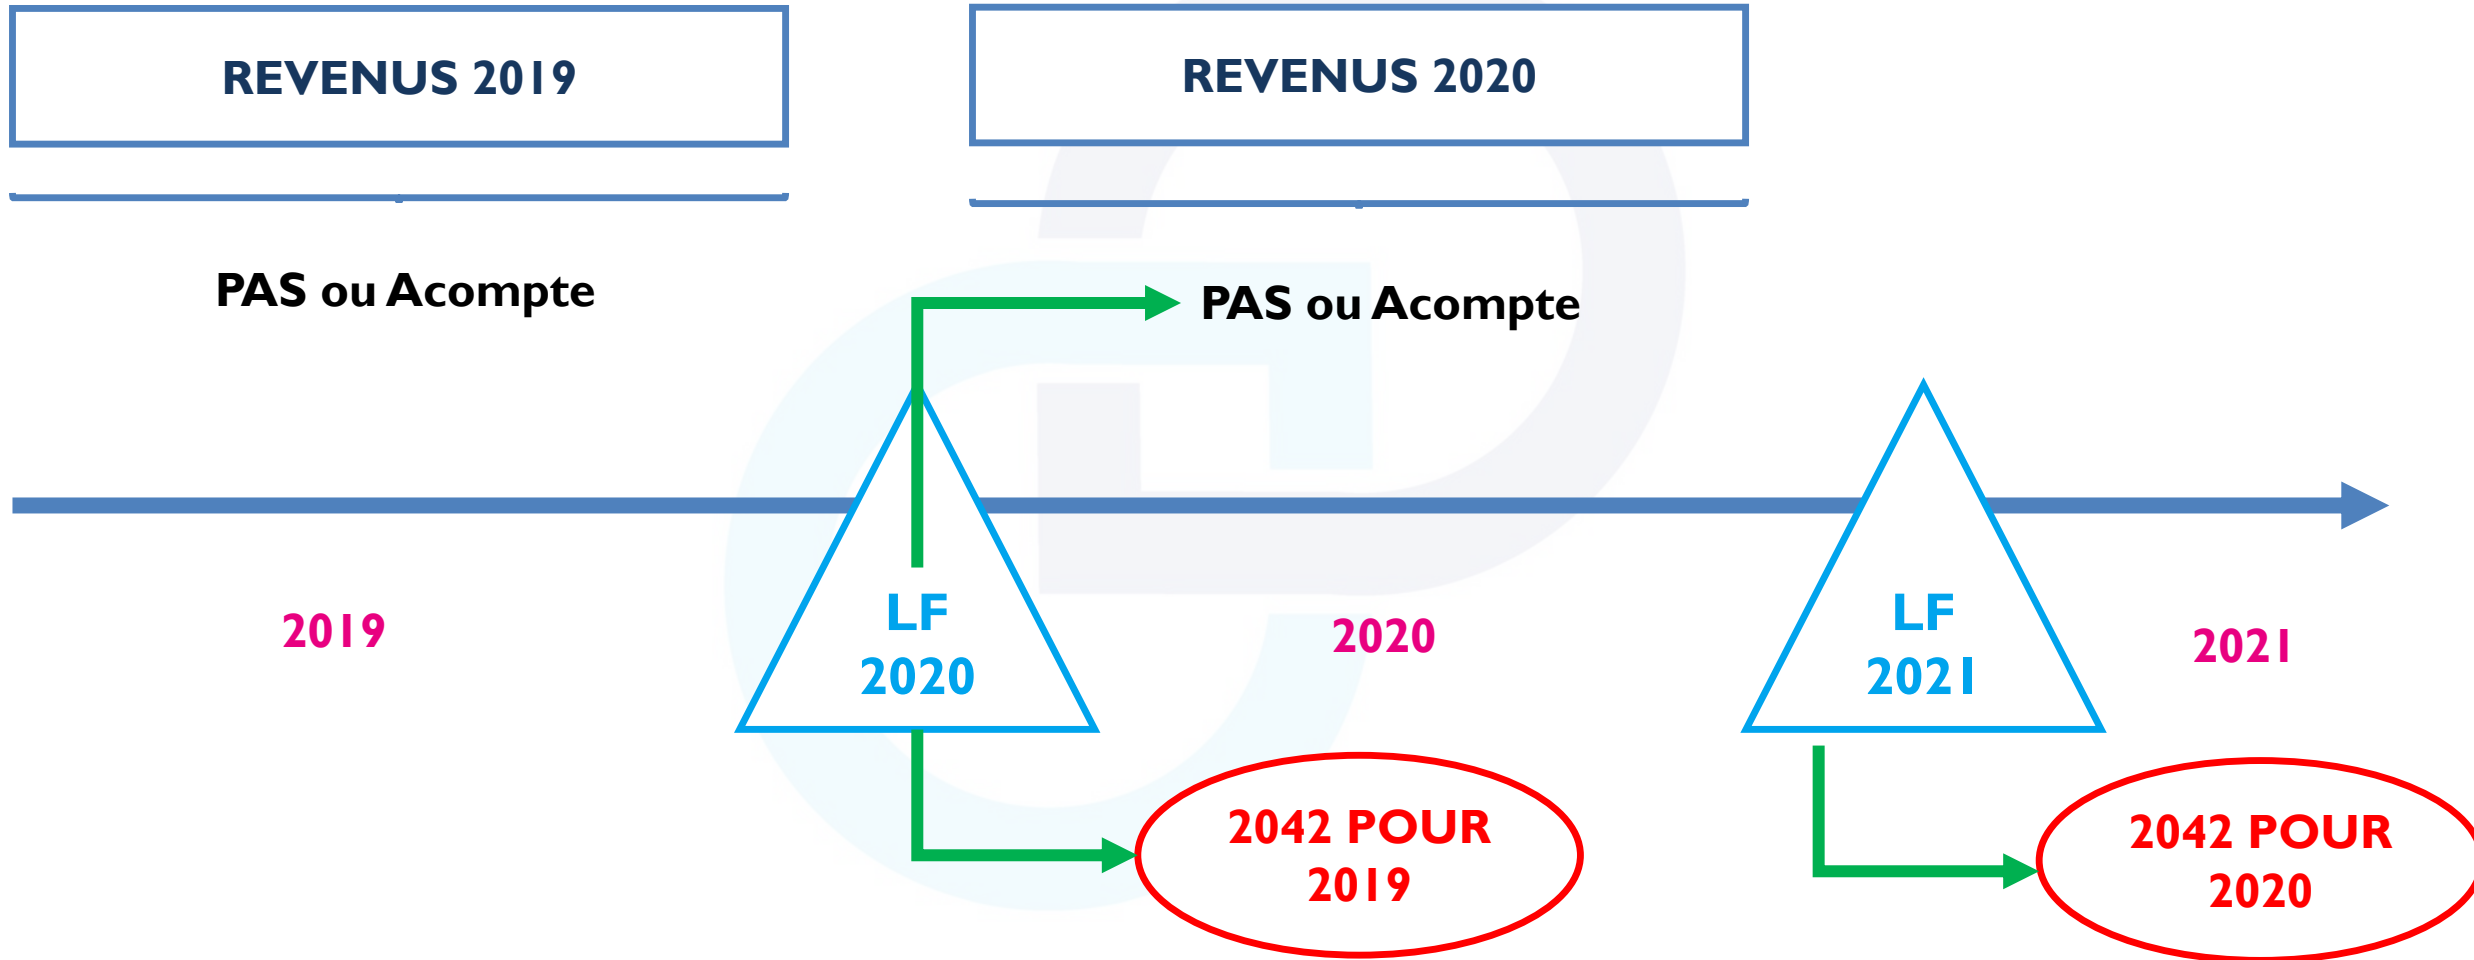 REVENUS 2019
REVENUS 2020
PAS ou Acompte
PAS ou Acompte
LF
2020
LF
2021
2019
2020
2021
2042 POUR
2019
2042 POUR
2020